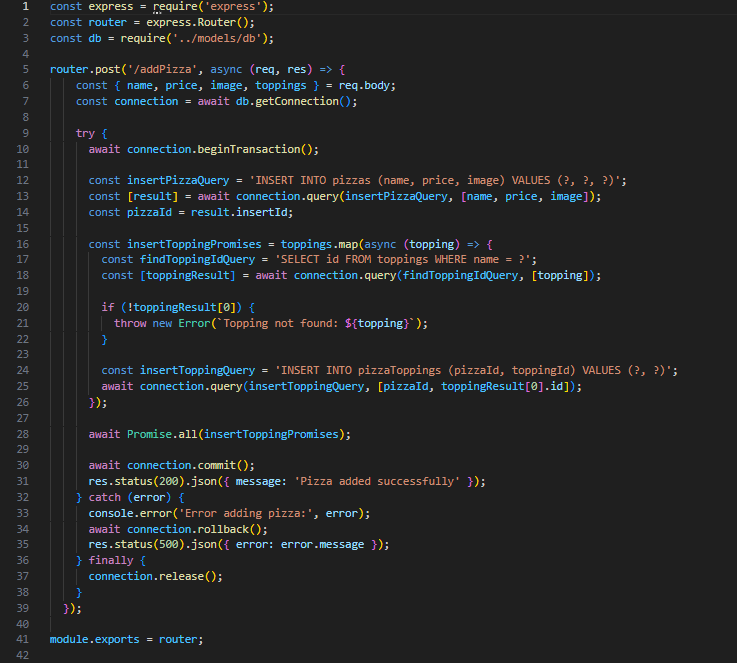 1 const express = require('express');
2 const router = express.Router();
3 const db = require('../models/db');
4
5 router.post('/addPizza', async (req, res) => {
6     const { name, price, image, toppings } = req.body;
7     const connection = await db.getConnection();
8
9     try {
10       await connection.beginTransaction();
11
12       const insertPizzaQuery = 'INSERT INTO pizzas (name, price, image) VALUES (?, ?, ?)';
13       const [result] = await connection.query(insertPizzaQuery, [name, price, image]);
14       const pizzaId = result.insertId;
15
16       const insertToppingPromises = toppings.map(async (topping) => {
17         const findToppingIdQuery = 'SELECT id FROM toppings WHERE name = ?';
18         const [toppingResult] = await connection.query(findToppingIdQuery, [topping]);
19
20         if (!toppingResult[0]) {
21           throw new Error(`Topping not found: ${topping}`);
22         }
23
24         const insertToppingQuery = 'INSERT INTO pizzaToppings (pizzaId, toppingId) VALUES (?, ?)';
25         await connection.query(insertToppingQuery, [pizzaId, toppingResult[0].id]);
26       });
27
28       await Promise.all(insertToppingPromises);
29
30       await connection.commit();
31       res.status(200).json({ message: 'Pizza added successfully' });
32     } catch (error) {
33       console.error('Error adding pizza:', error);
34       await connection.rollback();
35       res.status(500).json({ error: error.message });
36     } finally {
37       connection.release();
38     }
39   });
40
41 module.exports = router;
42